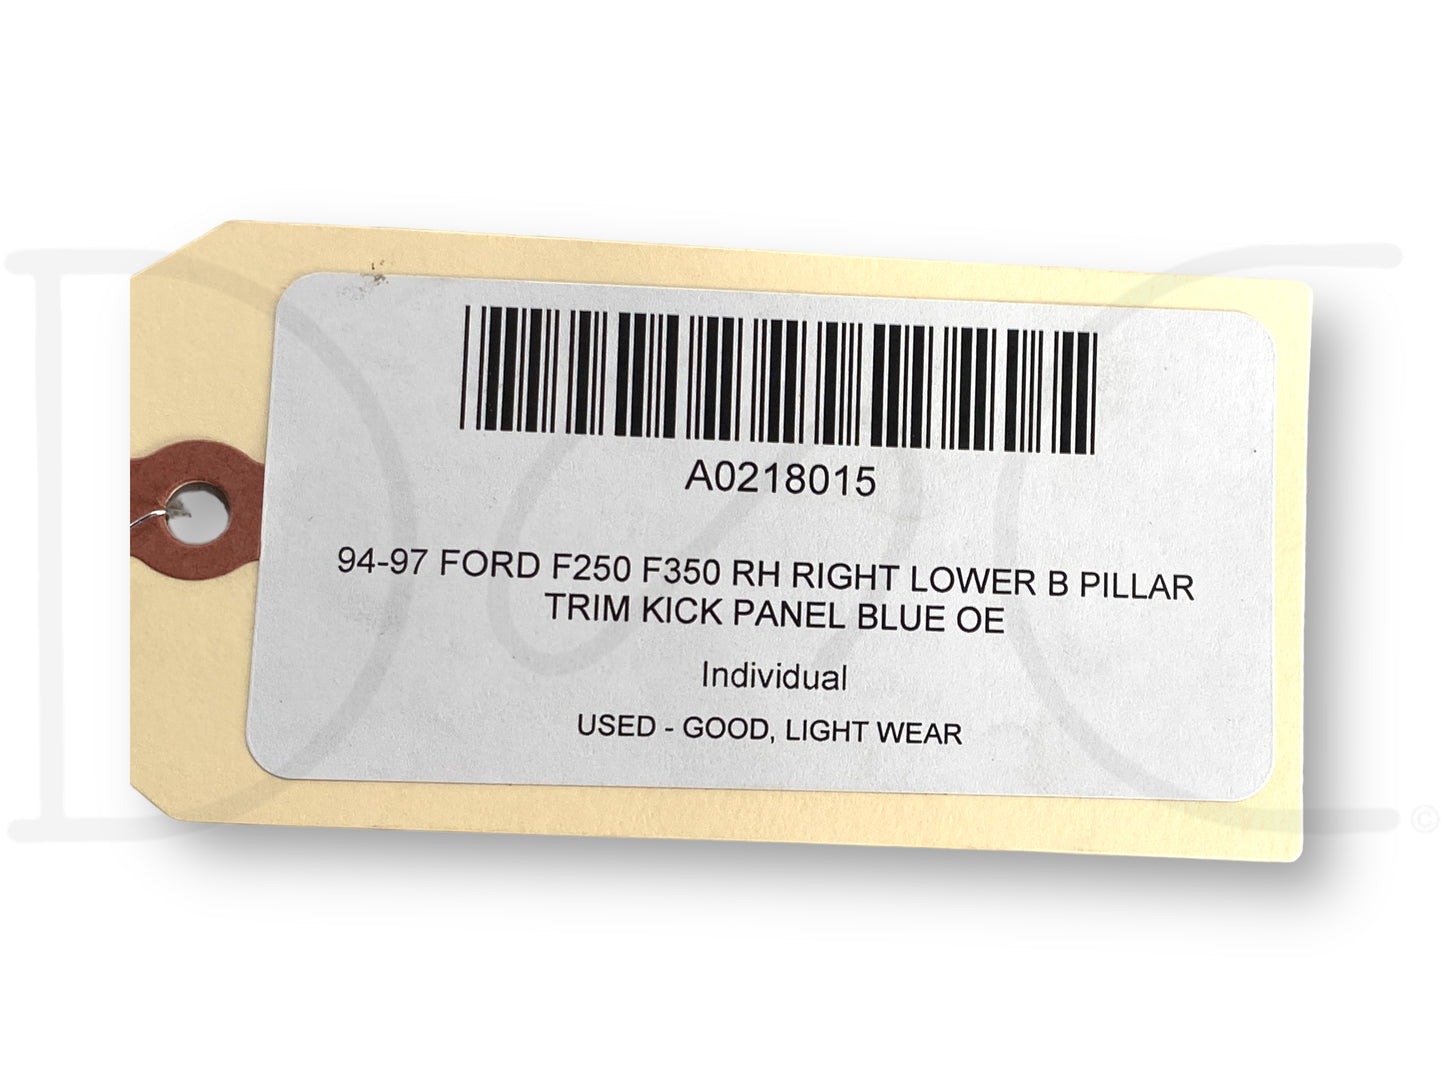 A0218015
94-97 FORD F250 F350 RH RIGHT LOWER B PILLAR
TRIM KICK PANEL BLUE OE
Individual
USED - GOOD, LIGHT WEAR
©